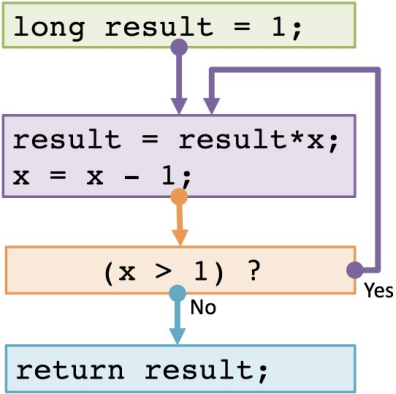 long result = 1;
result = result*x;
x = x - 1;
(x > 1) ?
Yes
No
return result;